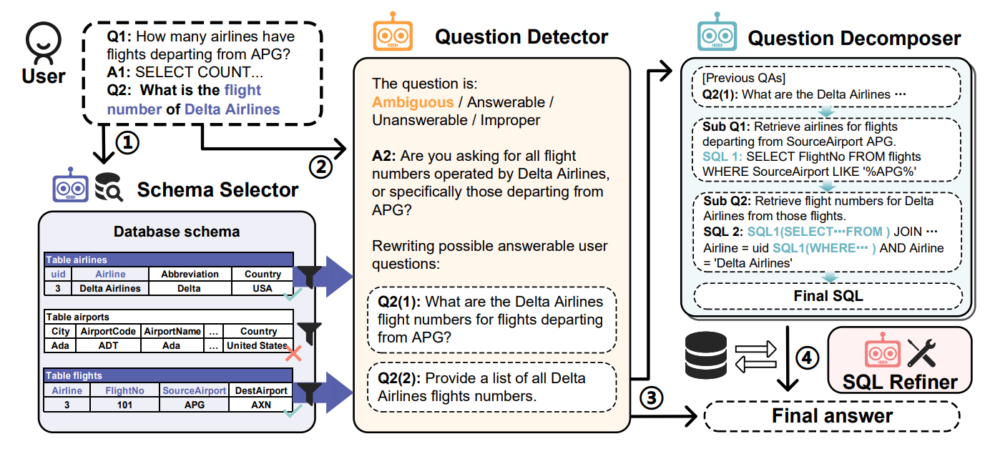 User
Q1: How many airlines have
flights departing from APG?
A1: SELECT COUNT...
Q2: What is the flight
number of Delta Airlines
①
②
Schema Selector
Database schema
Table airlines
uid Airline Abbreviation Country
3 Delta Airlines Delta USA
Table airports
City AirportCode AirportName ... Country
Ada ADT Ada ... United States
Table flights
Airline FlightNo SourceAirport DestAirport
3 101 APG AXN
Question Detector
The question is:
Ambiguous / Answerable /
Unanswerable / Improper
A2: Are you asking for all flight
numbers operated by Delta Airlines,
or specifically those departing from
APG?
Rewriting possible answerable user
questions:
Q2(1): What are the Delta Airlines
flight numbers for flights departing
from APG?
Q2(2): Provide a list of all Delta
Airlines flights numbers.
③
Question Decomposer
[Previous QAs]
Q2(1): What are the Delta Airlines ···
Sub Q1: Retrieve airlines for flights
departing from SourceAirport APG.
SQL 1: SELECT FlightNo FROM flights
WHERE SourceAirport LIKE '%APG%'
Sub Q2: Retrieve flight numbers for Delta
Airlines from those flights.
SQL 2: SQL1(SELECT···FROM ) JOIN ···
Airline = uid SQL1(WHERE··· ) AND Airline
= 'Delta Airlines'
Final SQL
④
SQL Refiner
Final answer